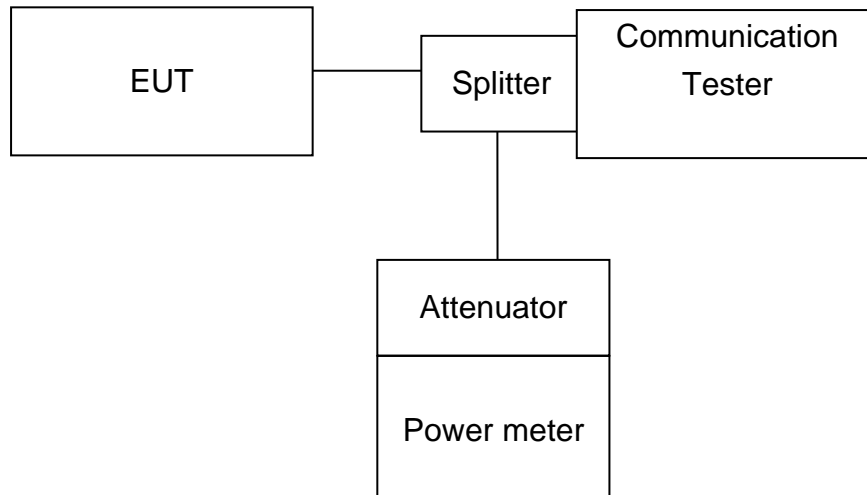 EUT
Splitter
Communication
Tester
Attenuator
Power meter